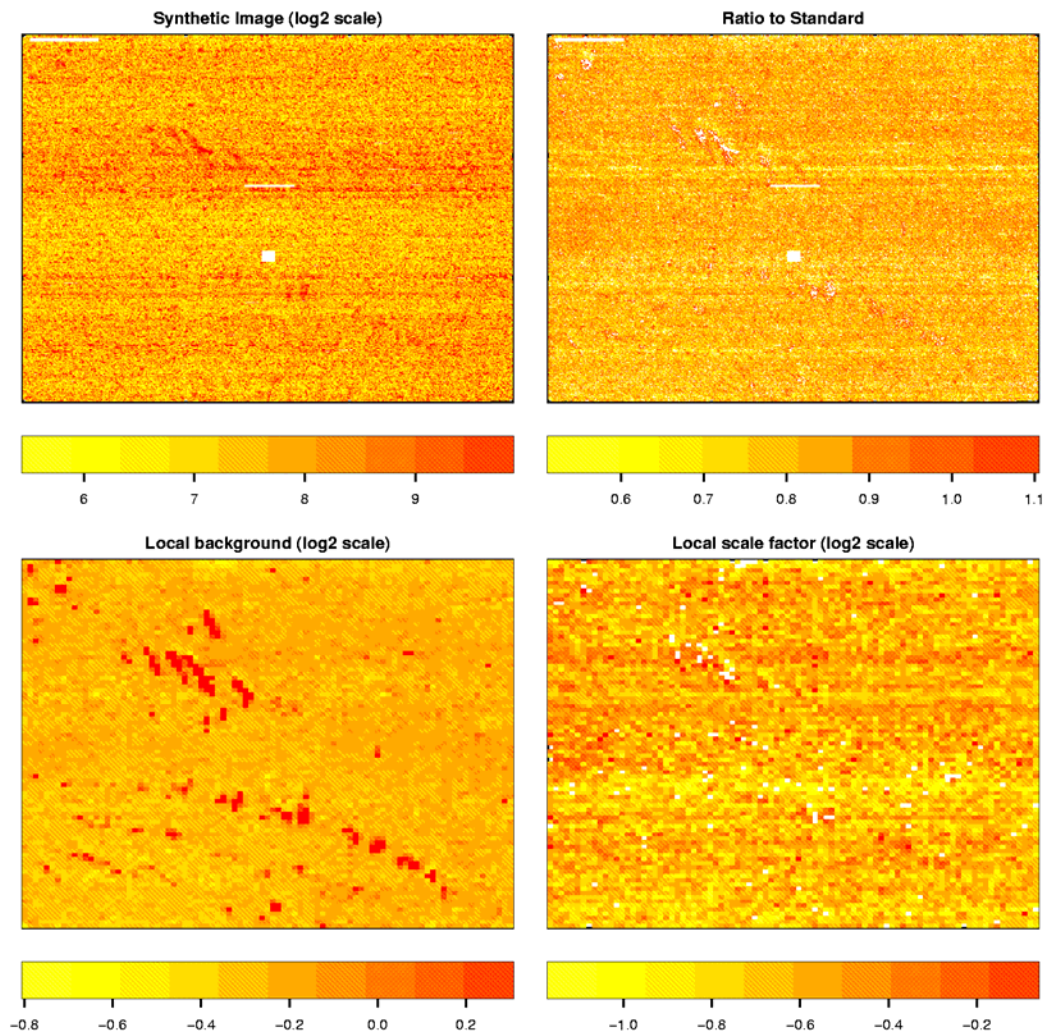 Synthetic Image (log2 scale)
Ratio to Standard
6 7 8 9
0.6 0.7 0.8 0.9 1.0 1.1
Local background (log2 scale)
Local scale factor (log2 scale)
−0.8 −0.6 −0.4 −0.2 0.0 0.2
−1.0 −0.8 −0.6 −0.4 −0.2